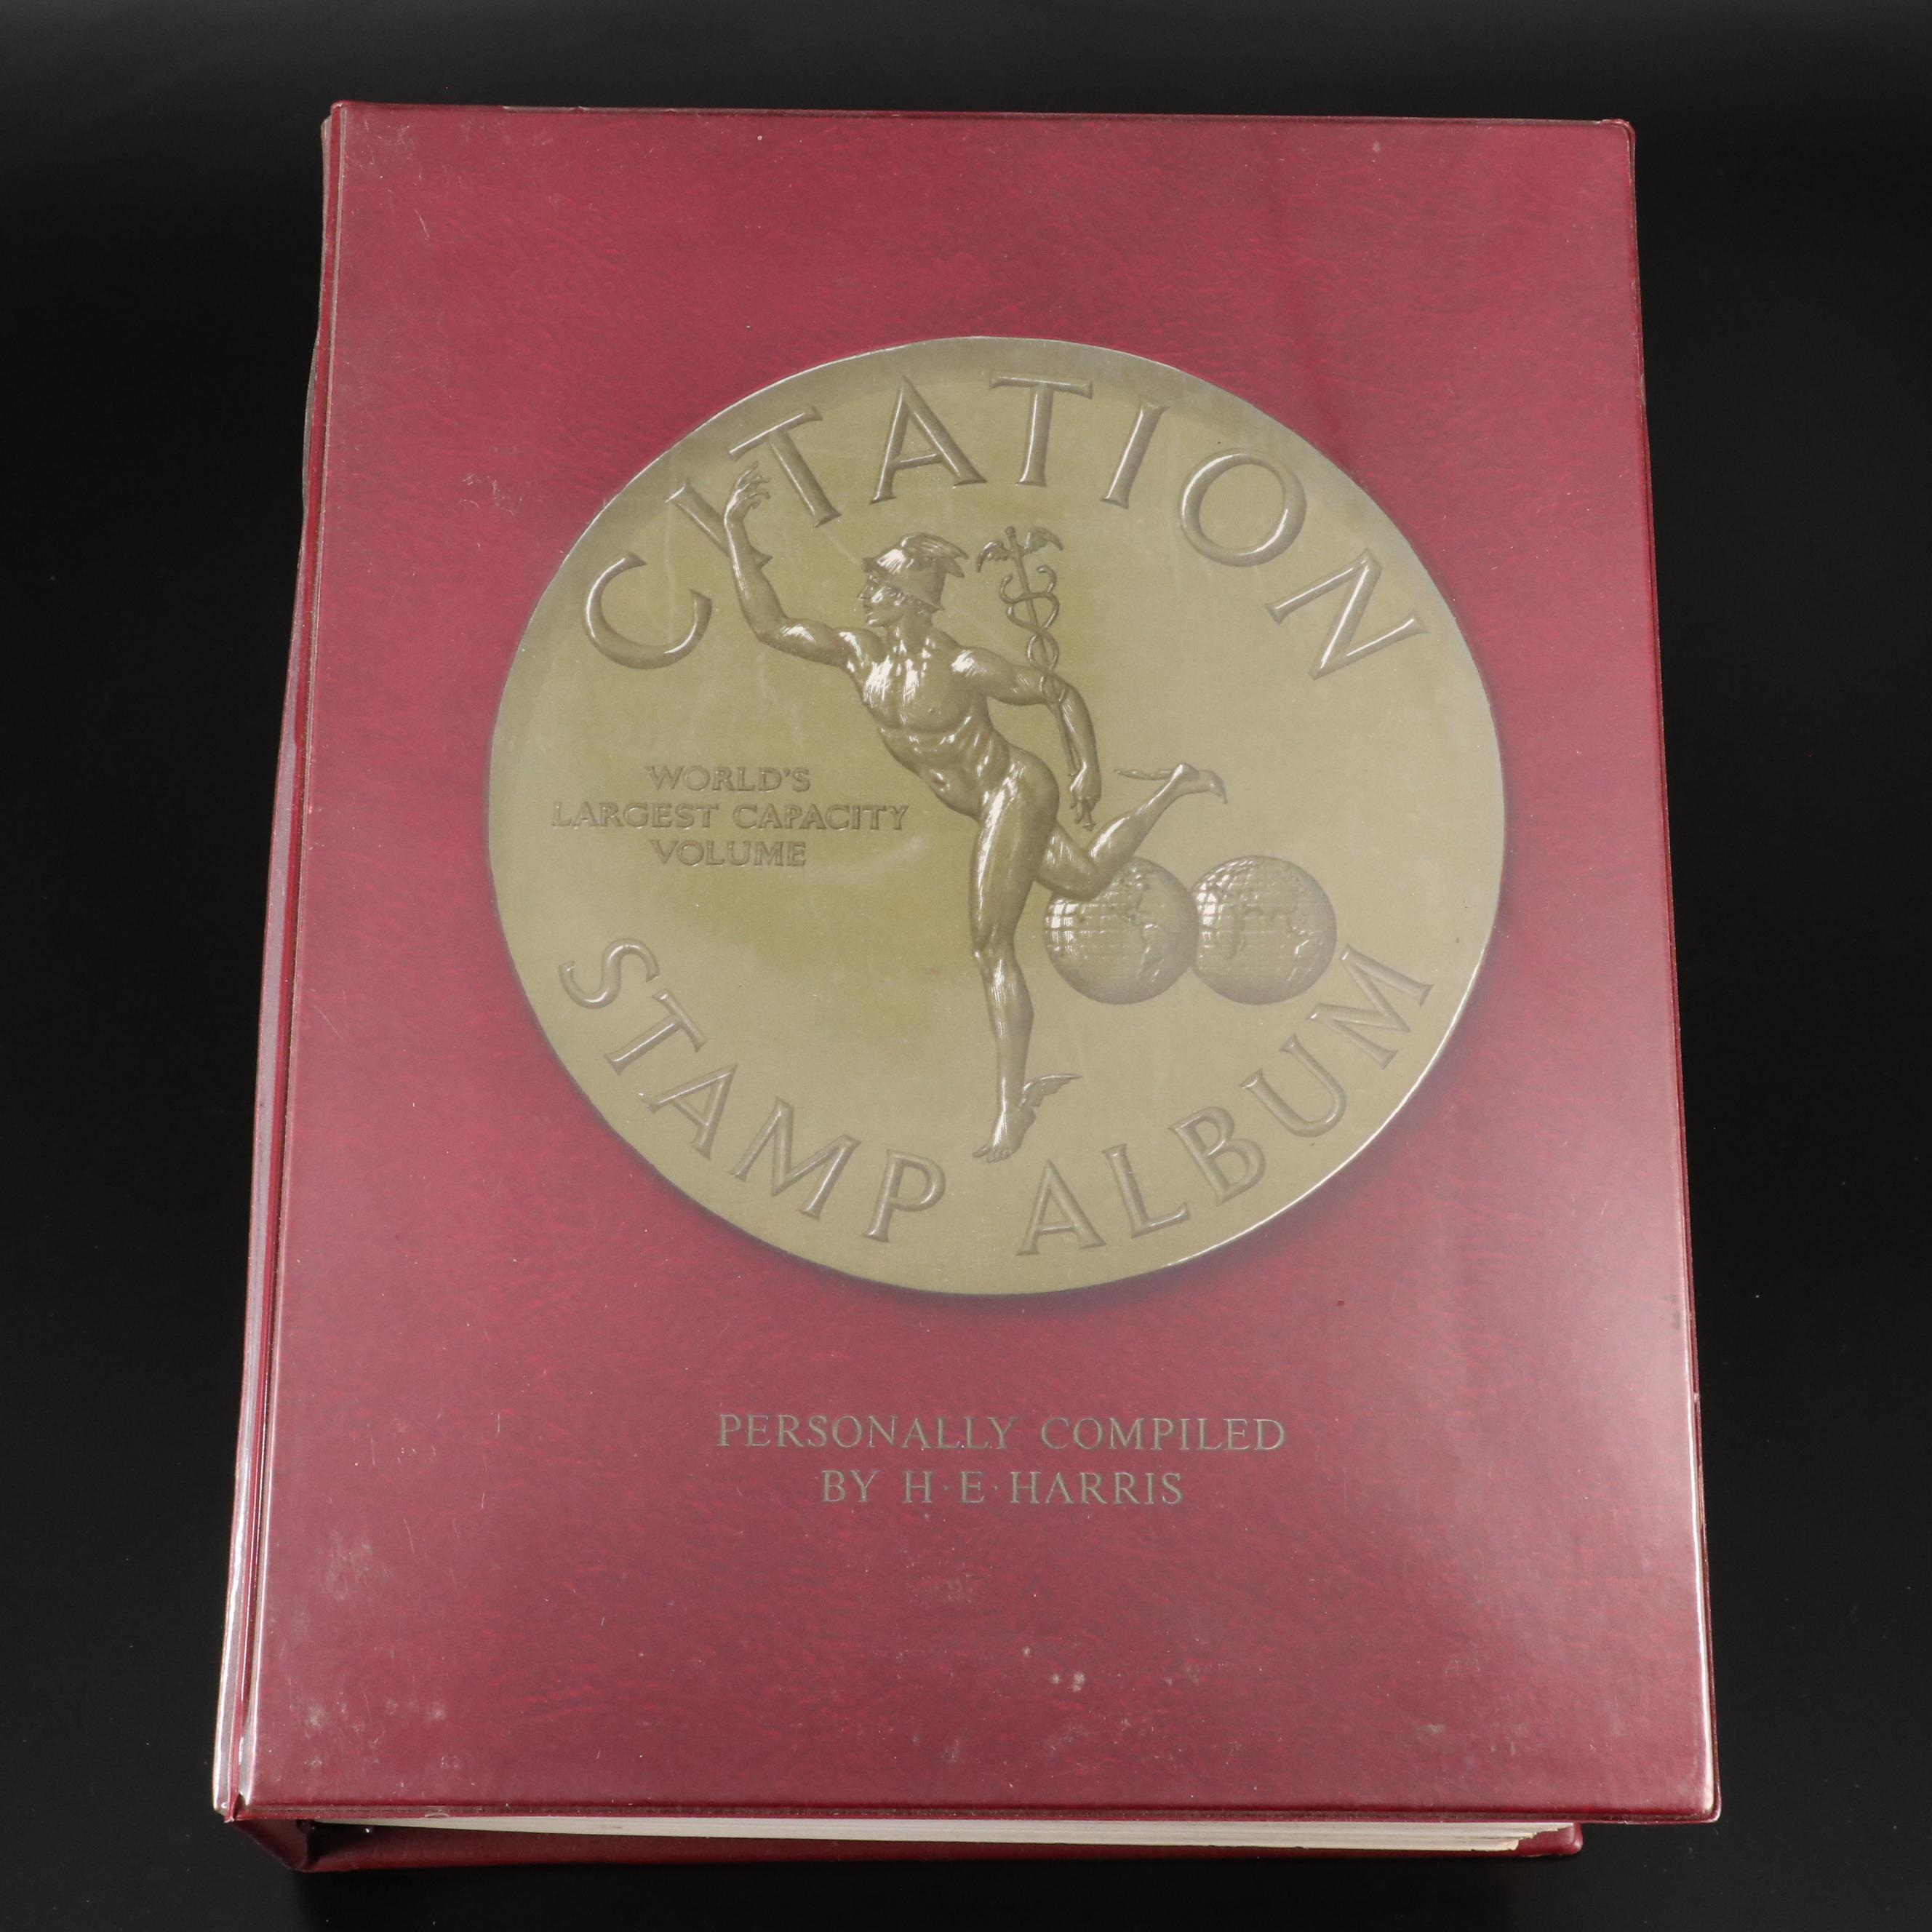 CITATION
WORLD'S
LARGEST CAPACITY
VOLUME
STAMP ALBUM
PERSONALLY COMPILED
BY H·E·HARRIS